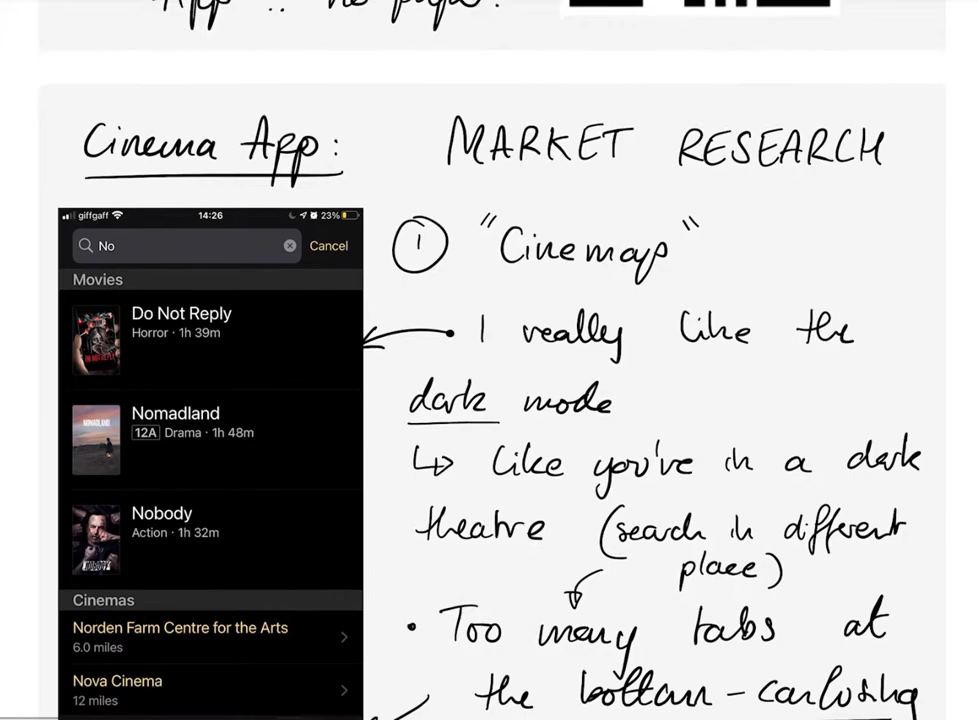 App :: no
Cinema App: MARKET RESEARCH
giffgaff 14:26 23%
No Cancel
Movies
Do Not Reply
Horror · 1h 39m
Nomadland
12A Drama · 1h 48m
Nobody
Action · 1h 32m
Cinemas
Norden Farm Centre for the Arts
6.0 miles
Nova Cinema
12 miles
① "Cinemap"
• I really like the
dark mode
↳ like you've in a dark
theatre (search in different
place)
• Too many tabs at
the bottom - confusing